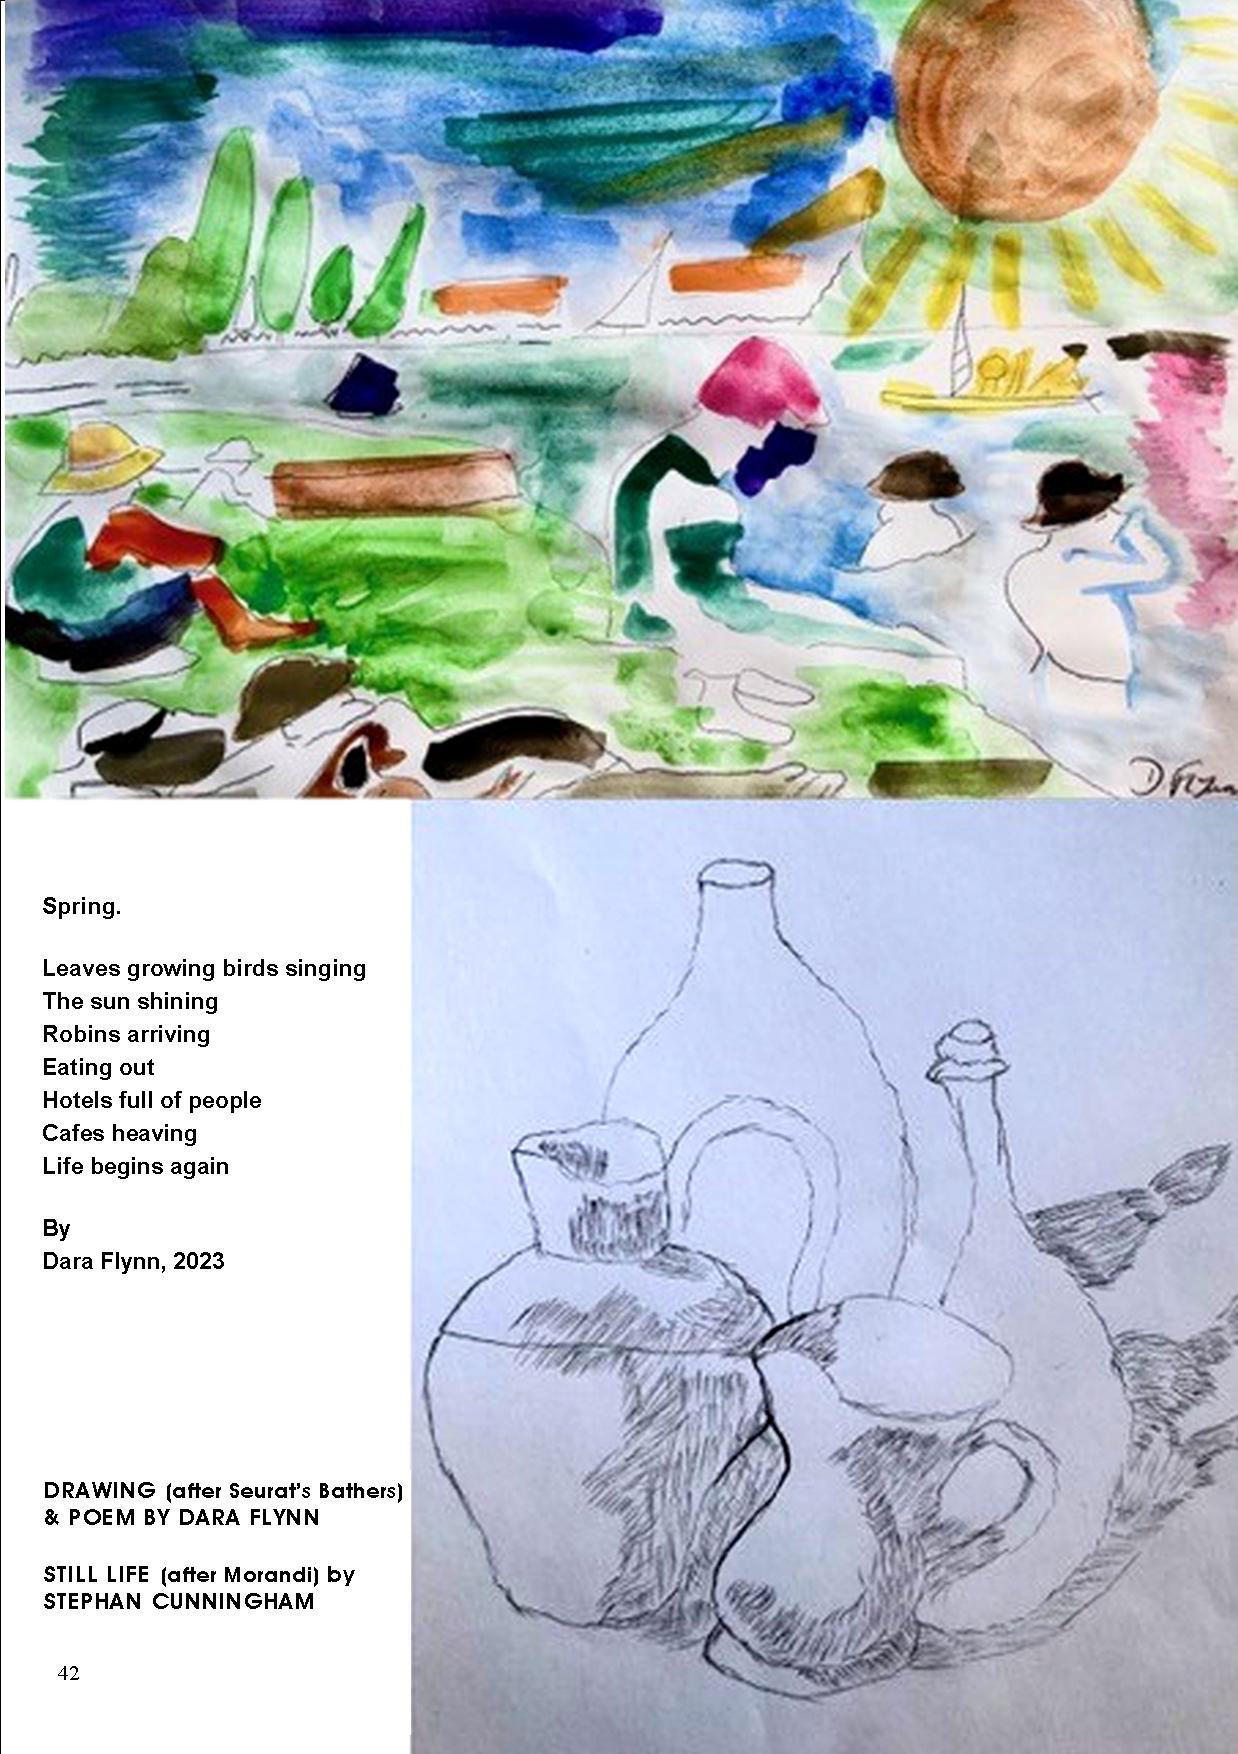 D Flynn
Spring.
Leaves growing birds singing
The sun shining
Robins arriving
Eating out
Hotels full of people
Cafes heaving
Life begins again
By
Dara Flynn, 2023
DRAWING (after Seurat's Bathers)
& POEM BY DARA FLYNN
STILL LIFE (after Morandi) by
STEPHAN CUNNINGHAM
42